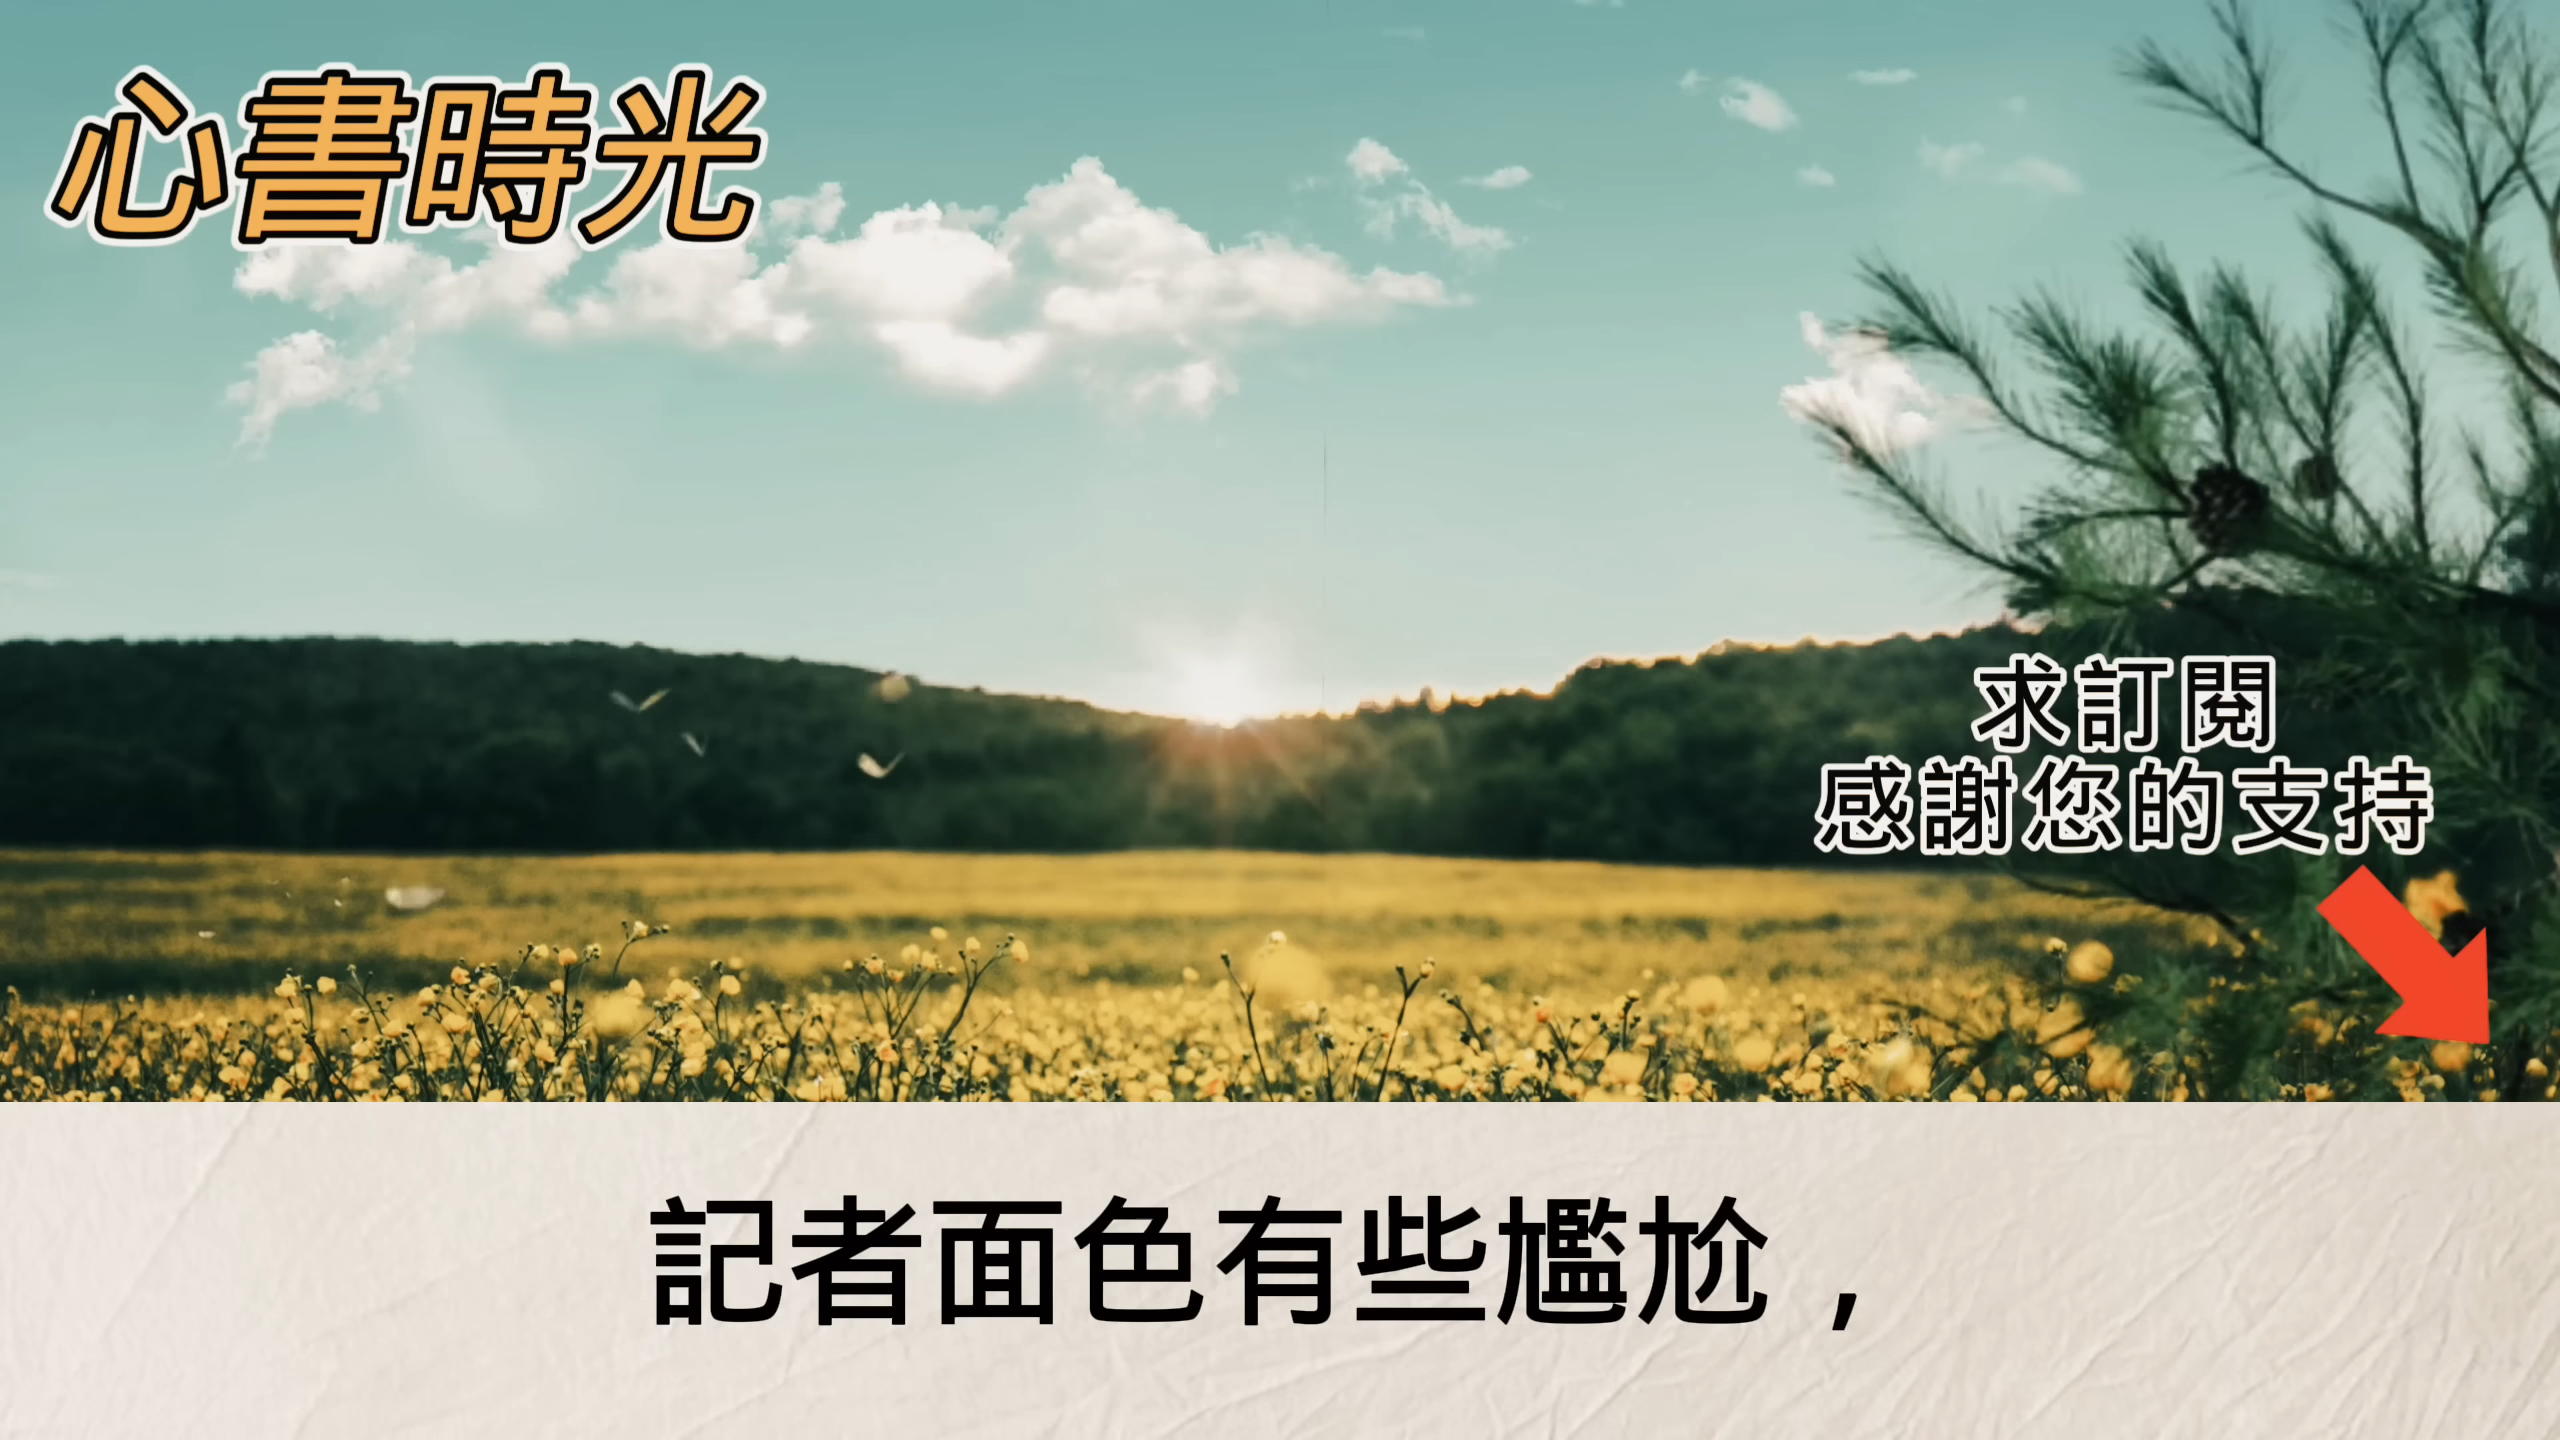 心書時光
求訂閱
感謝您的支持
記者面色有些尷尬，